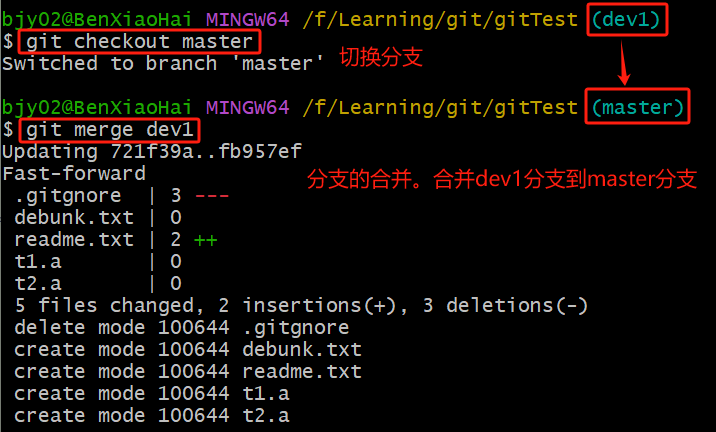 bjy02@BenXiaoHai MINGW64 /f/Learning/git/gitTest (dev1)
$ git checkout master
Switched to branch 'master' 切换分支
bjy02@BenXiaoHai MINGW64 /f/Learning/git/gitTest (master)
$ git merge dev1
Updating 721f39a..fb957ef
Fast-forward
分支的合并。合并dev1分支到master分支
.gitgnore | 3 ---
debunk.txt | 0
readme.txt | 2 ++
t1.a | 0
t2.a | 0
5 files changed, 2 insertions(+), 3 deletions(-)
delete mode 100644 .gitgnore
create mode 100644 debunk.txt
create mode 100644 readme.txt
create mode 100644 t1.a
create mode 100644 t2.a